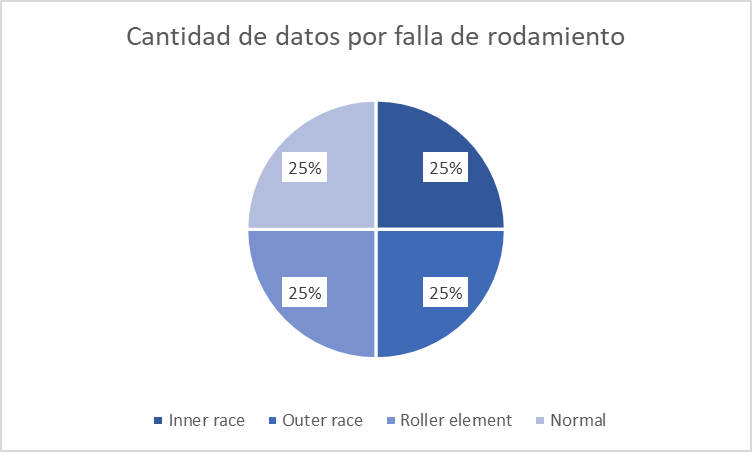 Cantidad de datos por falla de rodamiento
25% 25%
25% 25%
Inner race Outer race Roller element Normal